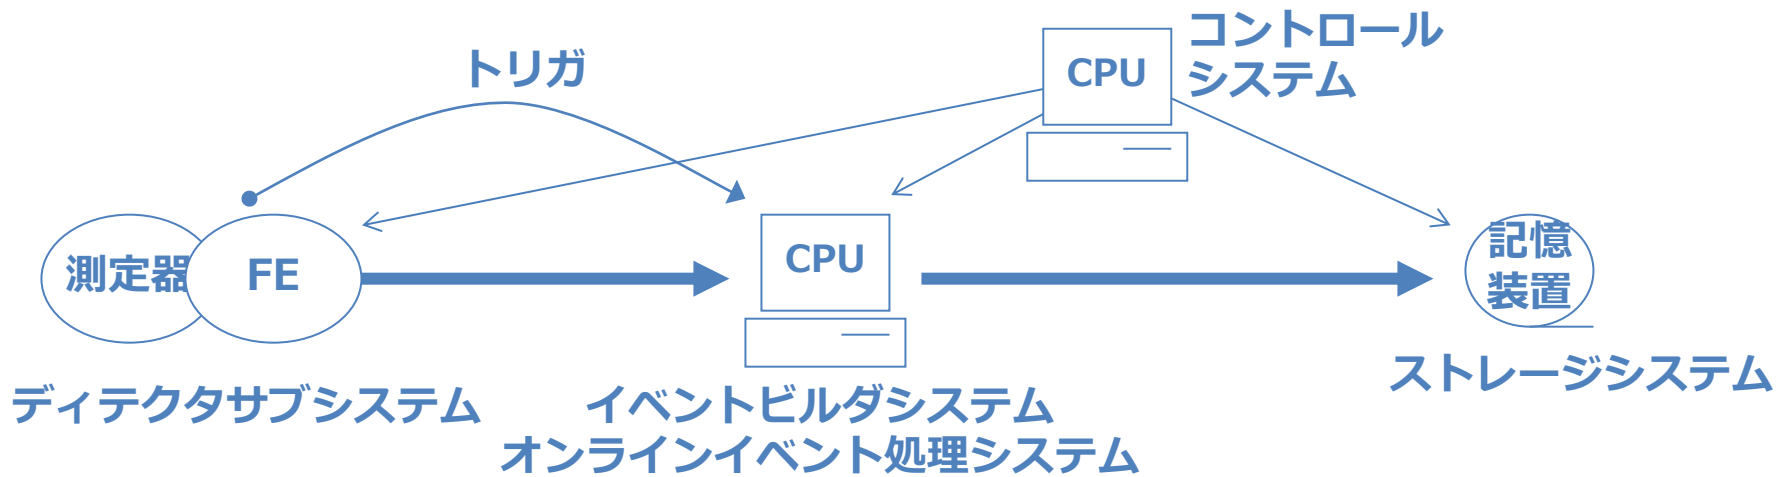 コントロール
システム
トリガ
CPU
測定器
FE
CPU
記憶
装置
ディテクタサブシステム
イベントビルダシステム
オンラインイベント処理システム
ストレージシステム